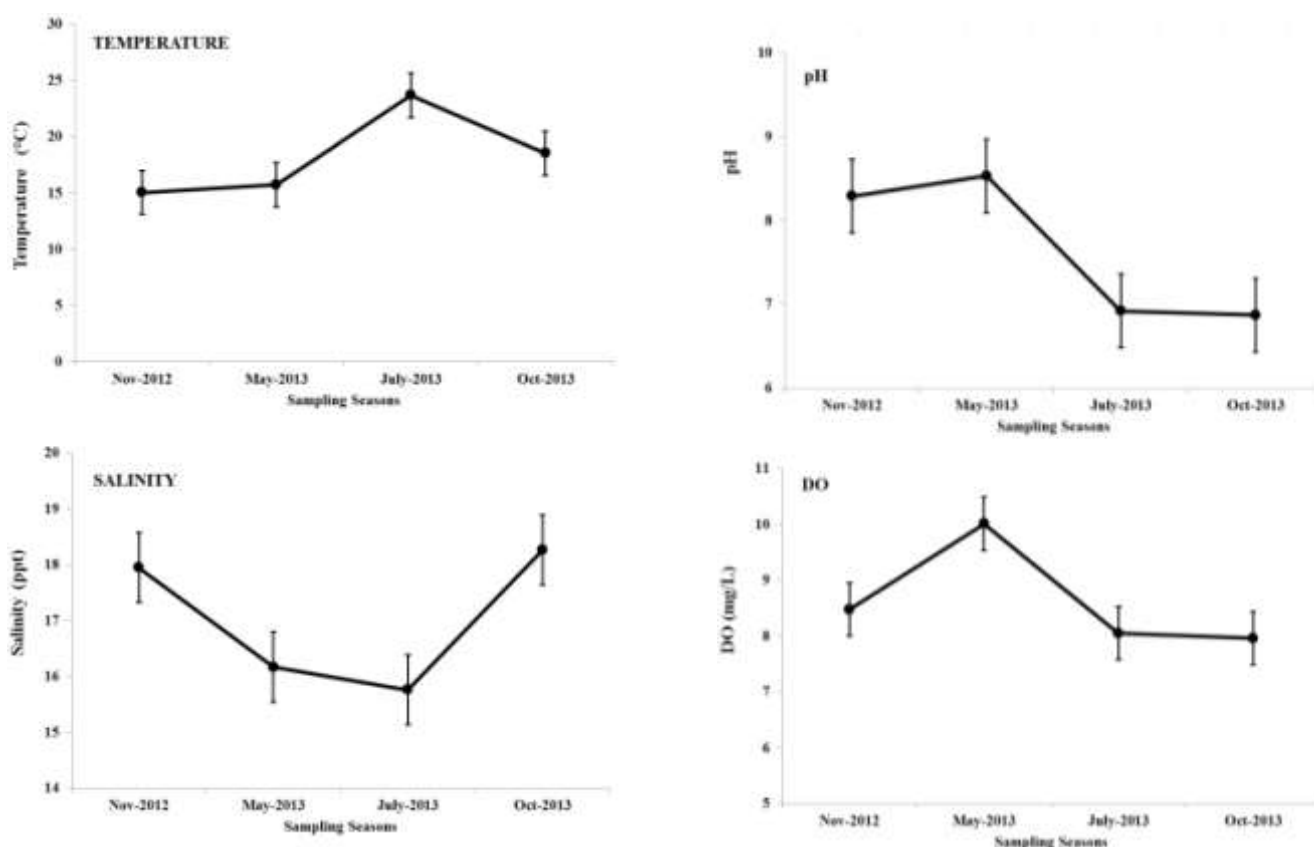 TEMPERATURE
Temperature (°C)
30
25
20
15
10
5
0
Nov-2012 May-2013 July-2013 Oct-2013
Sampling Seasons
pH
pH
10
9
8
7
6
Nov-2012 May-2013 July-2013 Oct-2013
Sampling Seasons
SALINITY
Salinity (ppt)
20
19
18
17
16
15
14
Nov-2012 May-2013 July-2013 Oct-2013
Sampling Seasons
DO
DO (mg/L)
11
10
9
8
7
6
5
Nov-2012 May-2013 July-2013 Oct-2013
Sampling Seasons